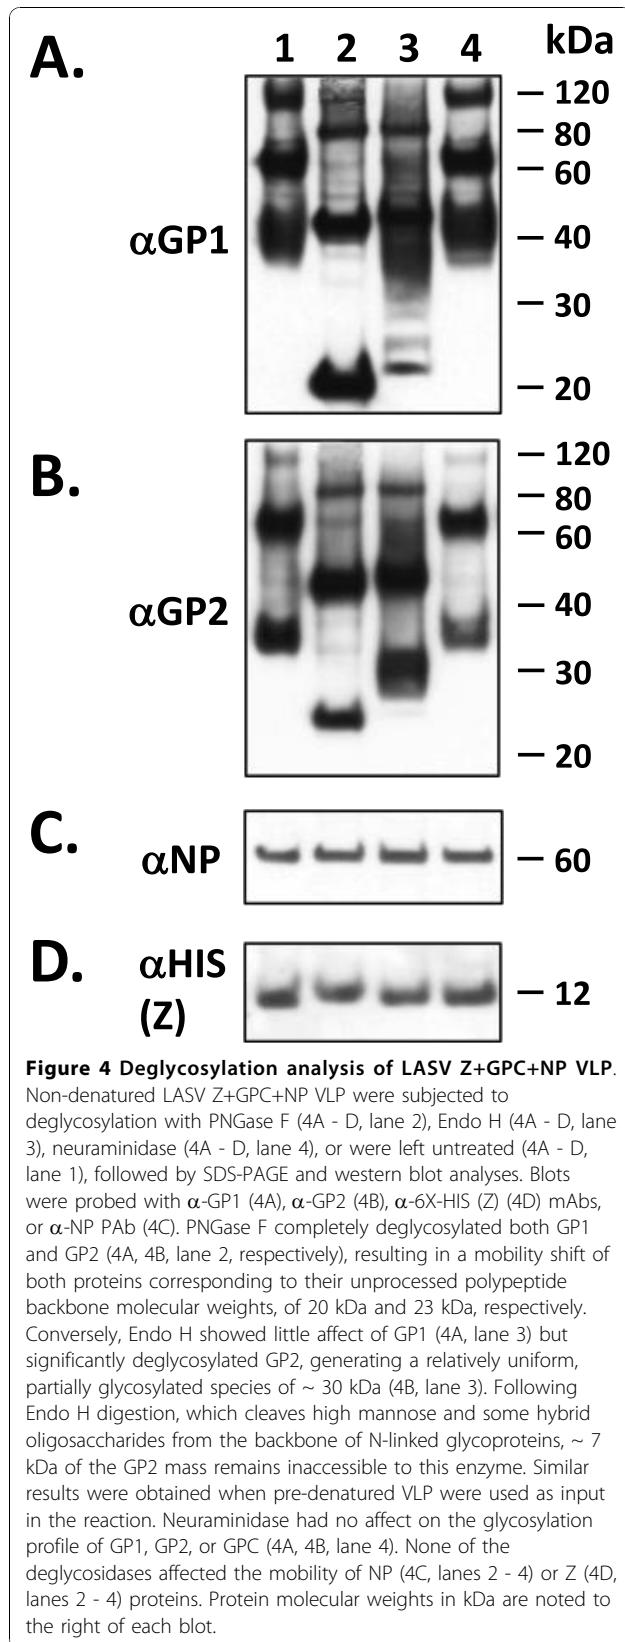 A.
1 2 3 4 kDa
120
80
60
αGP1
40
30
20
B.
120
80
60
αGP2
40
30
20
C.
αNP
60
D.
αHIS
(Z)
12
Figure 4 Deglycosylation analysis of LASV Z+GPC+NP VLP.
Non-denatured LASV Z+GPC+NP VLP were subjected to
deglycosylation with PNGase F (4A - D, lane 2), Endo H (4A - D, lane
3), neuraminidase (4A - D, lane 4), or were left untreated (4A - D,
lane 1), followed by SDS-PAGE and western blot analyses. Blots
were probed with α-GP1 (4A), α-GP2 (4B), α-6X-HIS (Z) (4D) mAbs,
or α-NP PAb (4C). PNGase F completely deglycosylated both GP1
and GP2 (4A, 4B, lane 2, respectively), resulting in a mobility shift of
both proteins corresponding to their unprocessed polypeptide
backbone molecular weights, of 20 kDa and 23 kDa, respectively.
Conversely, Endo H showed little affect of GP1 (4A, lane 3) but
significantly deglycosylated GP2, generating a relatively uniform,
partially glycosylated species of ~ 30 kDa (4B, lane 3). Following
Endo H digestion, which cleaves high mannose and some hybrid
oligosaccharides from the backbone of N-linked glycoproteins, ~ 7
kDa of the GP2 mass remains inaccessible to this enzyme. Similar
results were obtained when pre-denatured VLP were used as input
in the reaction. Neuraminidase had no affect on the glycosylation
profile of GP1, GP2, or GPC (4A, 4B, lane 4). None of the
deglycosidases affected the mobility of NP (4C, lanes 2 - 4) or Z (4D,
lanes 2 - 4) proteins. Protein molecular weights in kDa are noted to
the right of each blot.